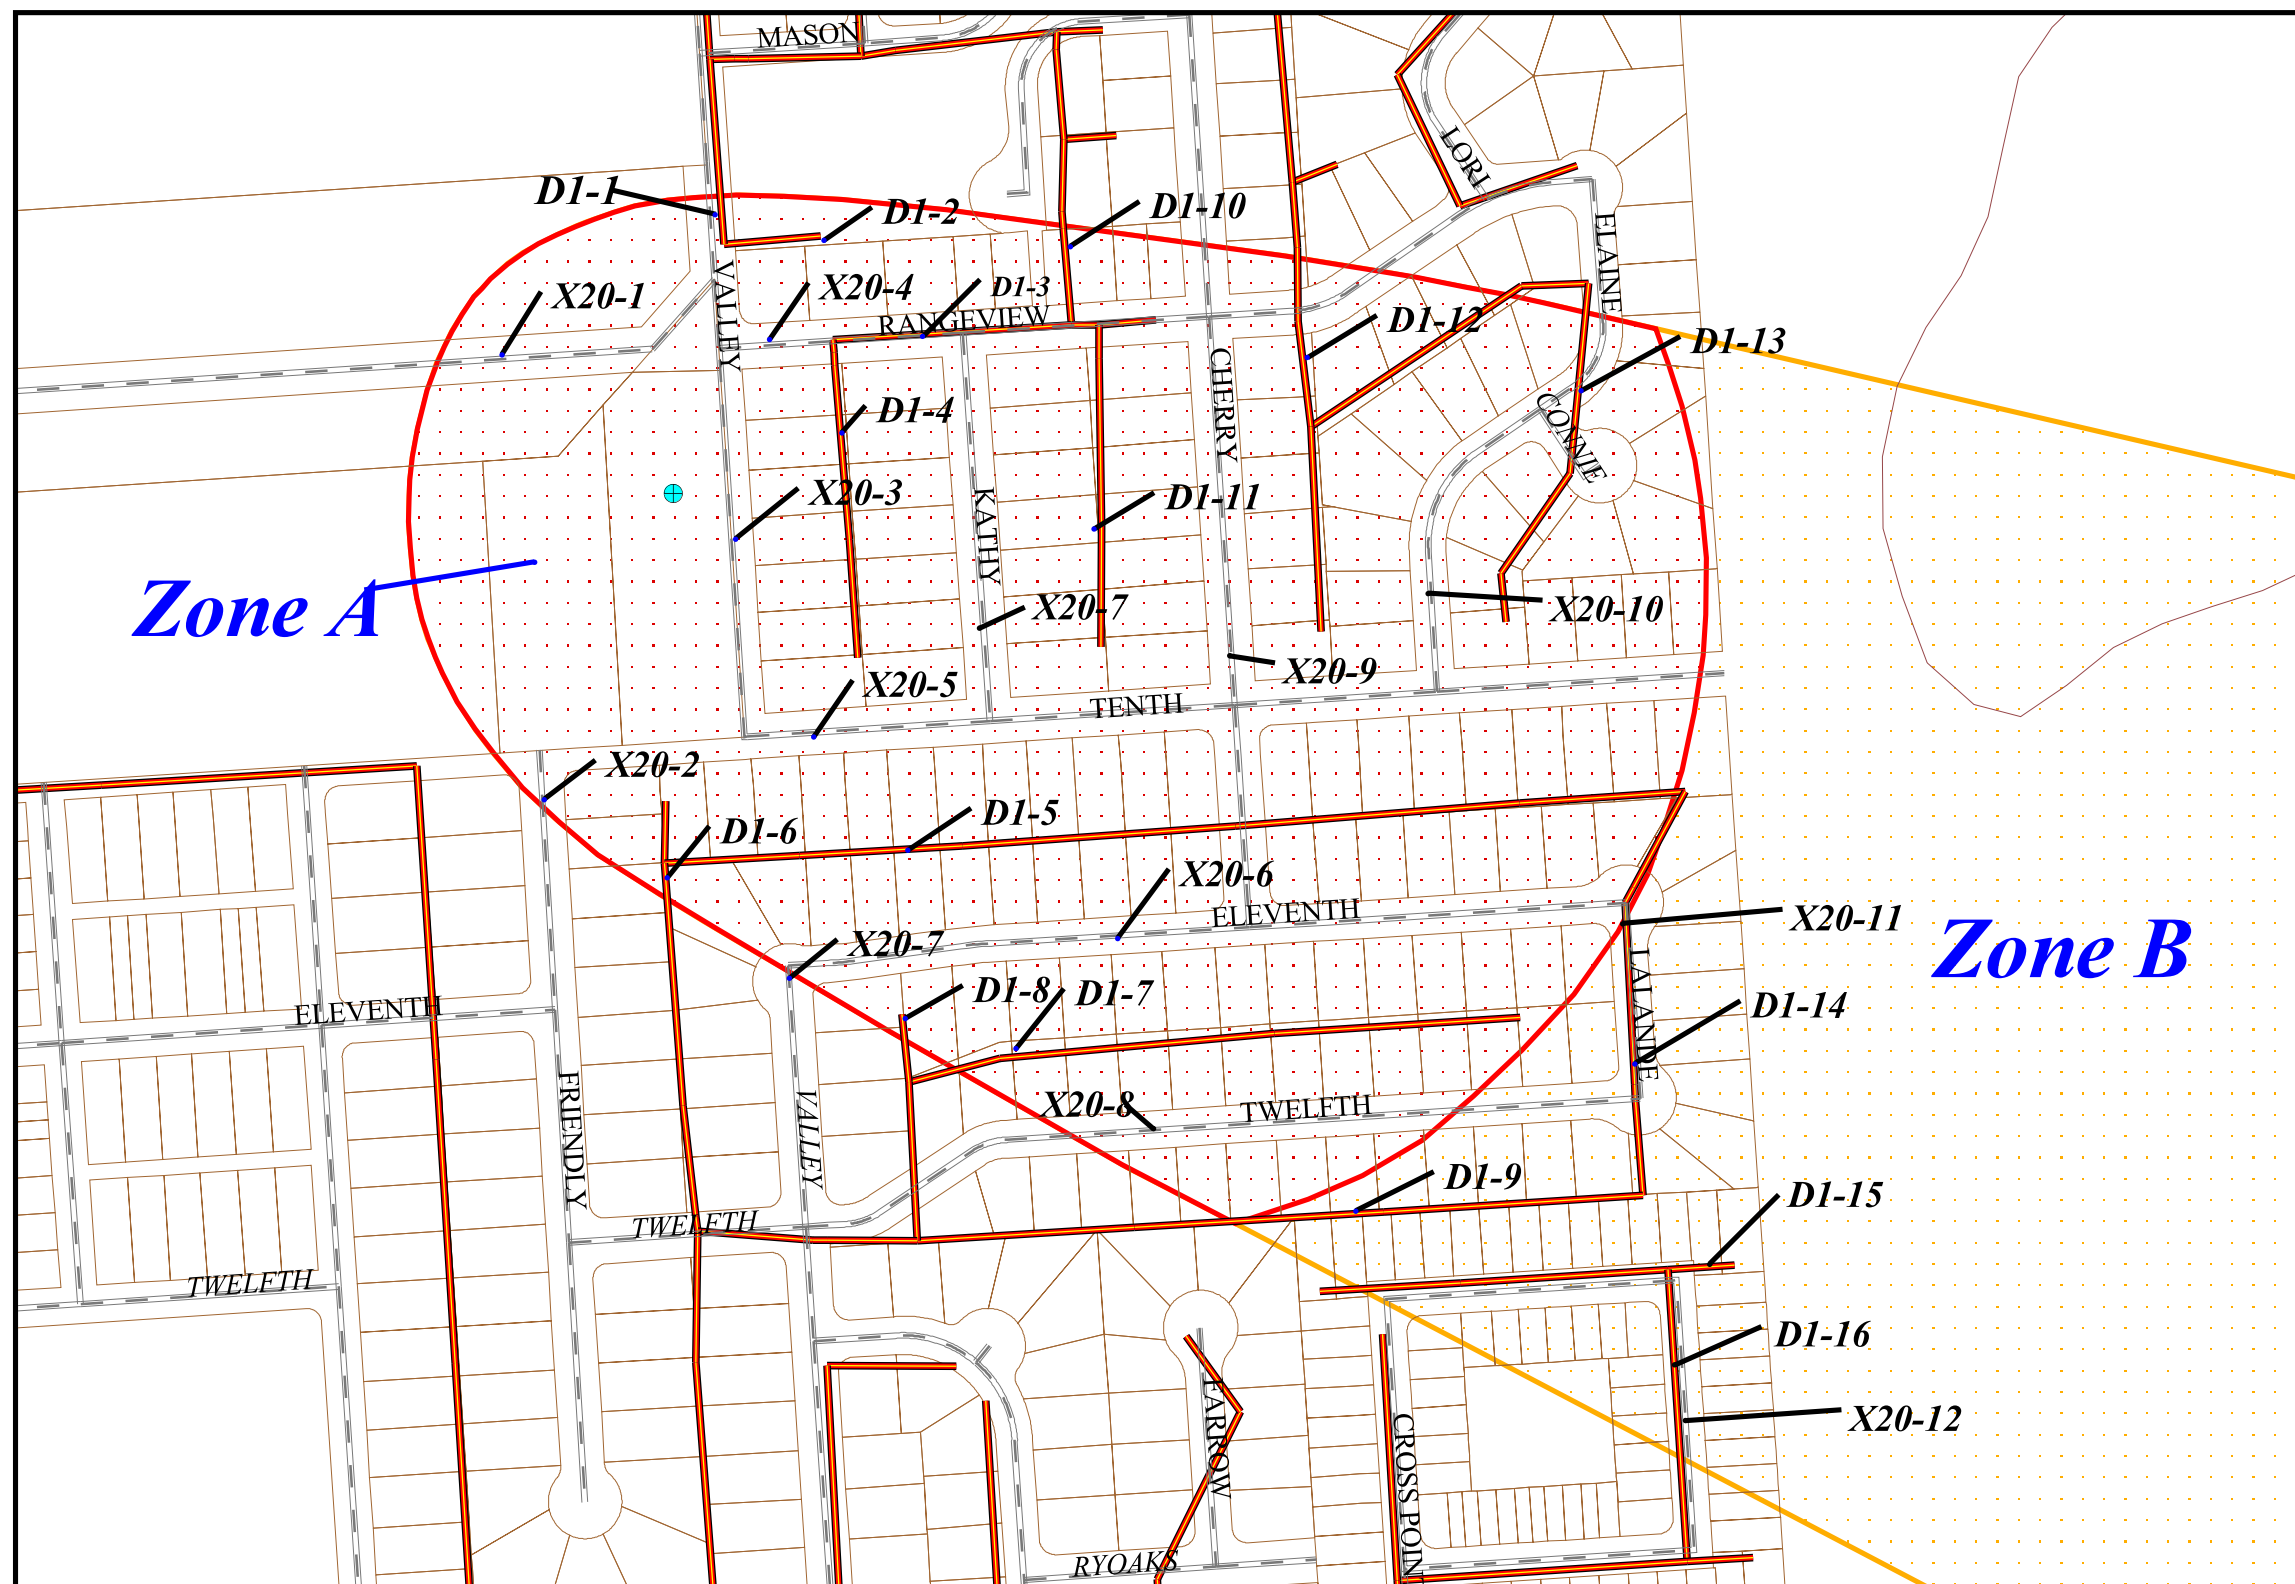 MASON
LORI
D1-1
D1-2
D1-10
ELAINE
X20-1
X20-4
D1-3
VALLEY
RANGEVIEW
D1-12
D1-13
CHERRY
D1-4
CONNIE
X20-3
D1-11
KATHY
Zone A
X20-7
X20-10
X20-9
X20-5
TENTH
X20-2
D1-5
D1-6
X20-6
ELEVENTH
X20-11
X20-7
Zone B
LALANDE
D1-8
D1-7
D1-14
ELEVENTH
FRIENDLY
VALLEY
X20-8
TWELFTH
D1-9
D1-15
TWELFTH
TWELFTH
D1-16
FARROW
CROSS POIN
X20-12
RYOAKS